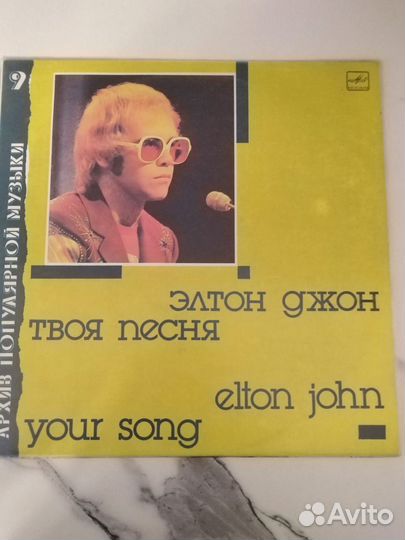 9
АРХИВ ПОПУЛЯРНОЙ МУЗЫКИ
элтон джон
твоя песня
elton john
your song
Avito